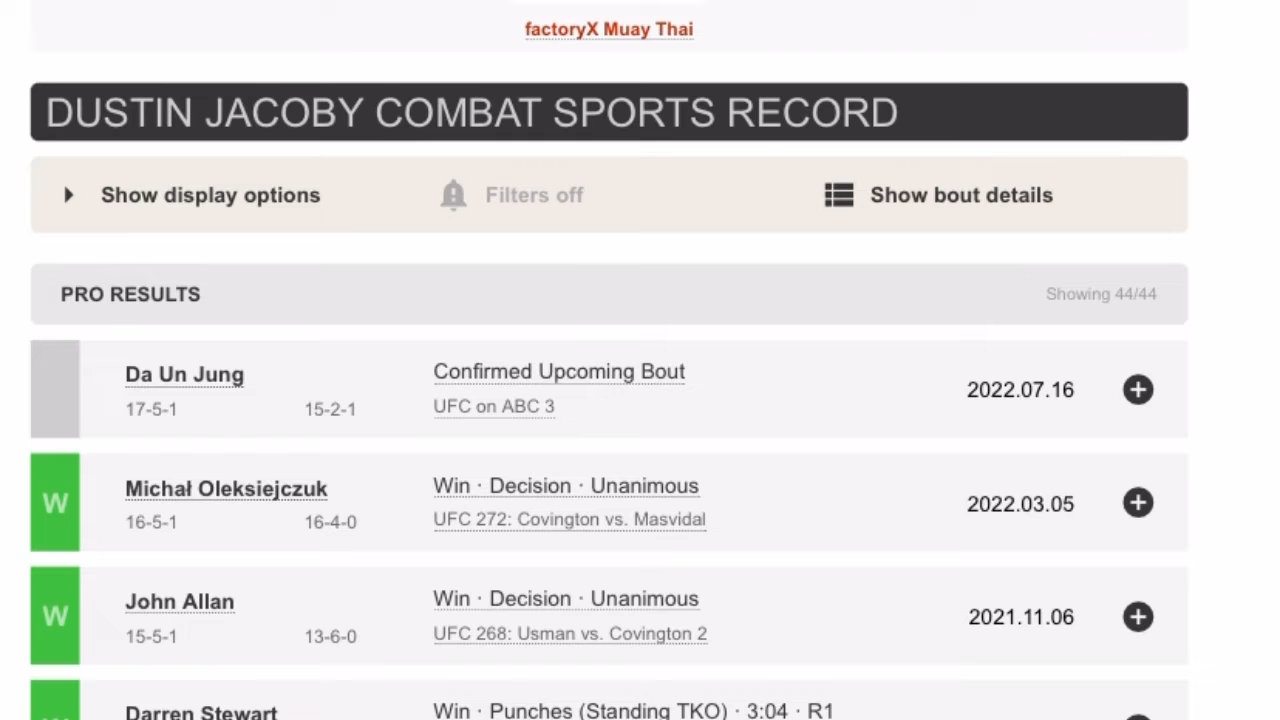 factoryX Muay Thai
DUSTIN JACOBY COMBAT SPORTS RECORD
Show display options Filters off Show bout details
PRO RESULTS Showing 44/44
Da Un Jung Confirmed Upcoming Bout 2022.07.16
17-5-1 15-2-1 UFC on ABC 3
W Michał Oleksiejczuk Win · Decision · Unanimous 2022.03.05
16-5-1 16-4-0 UFC 272: Covington vs. Masvidal
W John Allan Win · Decision · Unanimous 2021.11.06
15-5-1 13-6-0 UFC 268: Usman vs. Covington 2
Darren Stewart Win · Punches (Standing TKO) · 3:04 · R1